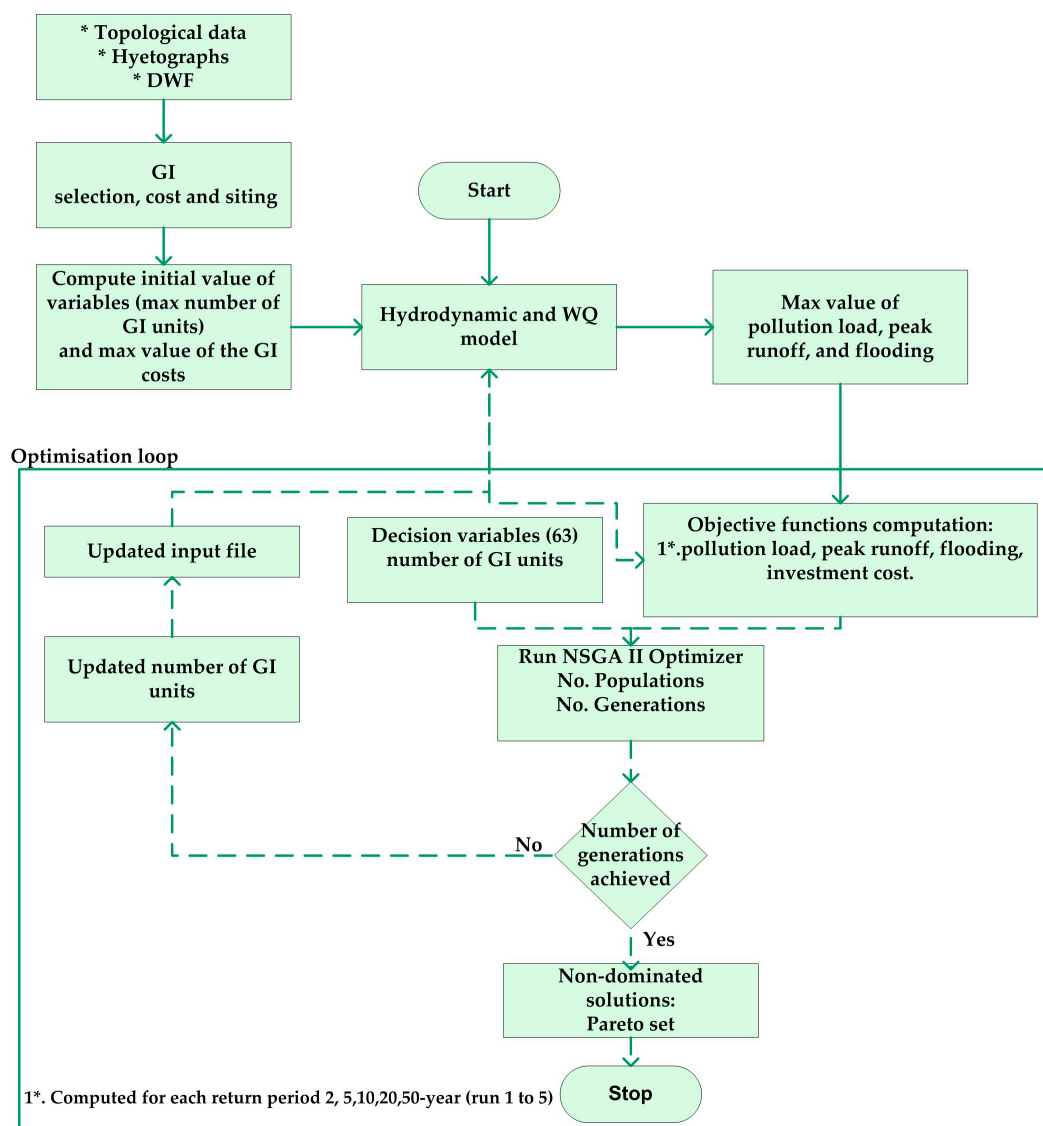 * Topological data
* Hyetographs
* DWF
GI
selection, cost and siting
Start
Compute initial value of
variables (max number of
GI units)
and max value of the GI
costs
Hydrodynamic and WQ
model
Max value of
pollution load, peak
runoff, and flooding
Optimisation loop
Updated input file
Decision variables (63)
number of GI units
Objective functions computation:
1*.pollution load, peak runoff, flooding,
investment cost.
Updated number of GI
units
Run NSGA II Optimizer
No. Populations
No. Generations
No
Number of
generations
achieved
Yes
Non-dominated
solutions:
Pareto set
1*. Computed for each return period 2, 5,10,20,50-year (run 1 to 5)
Stop